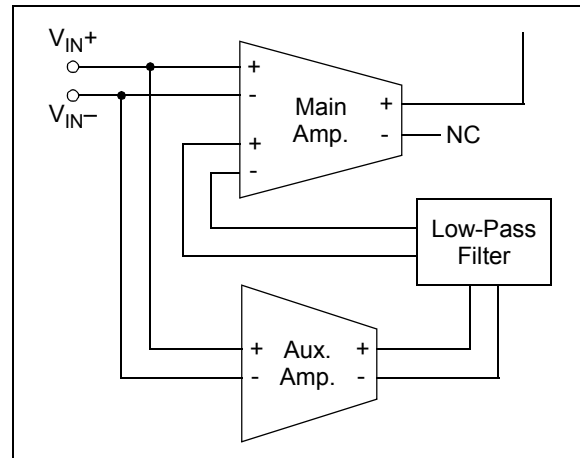 VIN+
VIN–
+
-
+
-
Main
Amp.
+
-
NC
Low-Pass
Filter
+
-
Aux.
Amp.
+
-